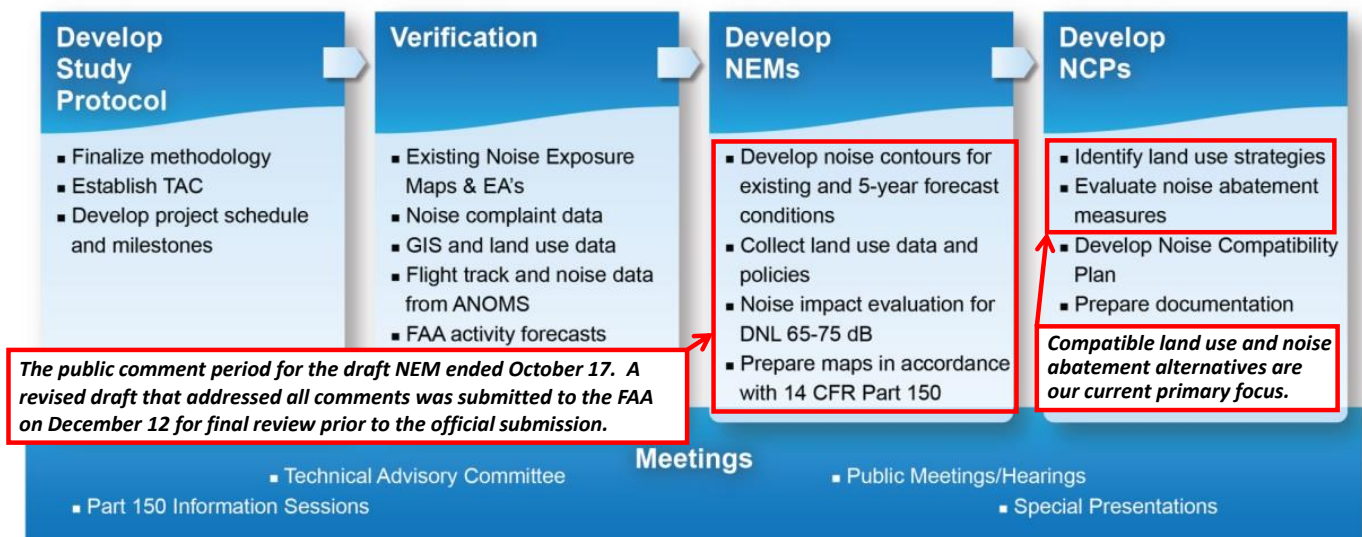 Develop
Study
Protocol
▪ Finalize methodology
▪ Establish TAC
▪ Develop project schedule
and milestones
Verification
▪ Existing Noise Exposure
Maps & EA's
▪ Noise complaint data
▪ GIS and land use data
▪ Flight track and noise data
from ANOMS
▪ FAA activity forecasts
Develop
NEMs
▪ Develop noise contours for
existing and 5-year forecast
conditions
▪ Collect land use data and
policies
▪ Noise impact evaluation for
DNL 65-75 dB
▪ Prepare maps in accordance
with 14 CFR Part 150
Develop
NCPs
▪ Identify land use strategies
▪ Evaluate noise abatement
measures
▪ Develop Noise Compatibility
Plan
▪ Prepare documentation
The public comment period for the draft NEM ended October 17. A
revised draft that addressed all comments was submitted to the FAA
on December 12 for final review prior to the official submission.
Compatible land use and noise
abatement alternatives are
our current primary focus.
Meetings
▪ Technical Advisory Committee
▪ Public Meetings/Hearings
▪ Part 150 Information Sessions
▪ Special Presentations